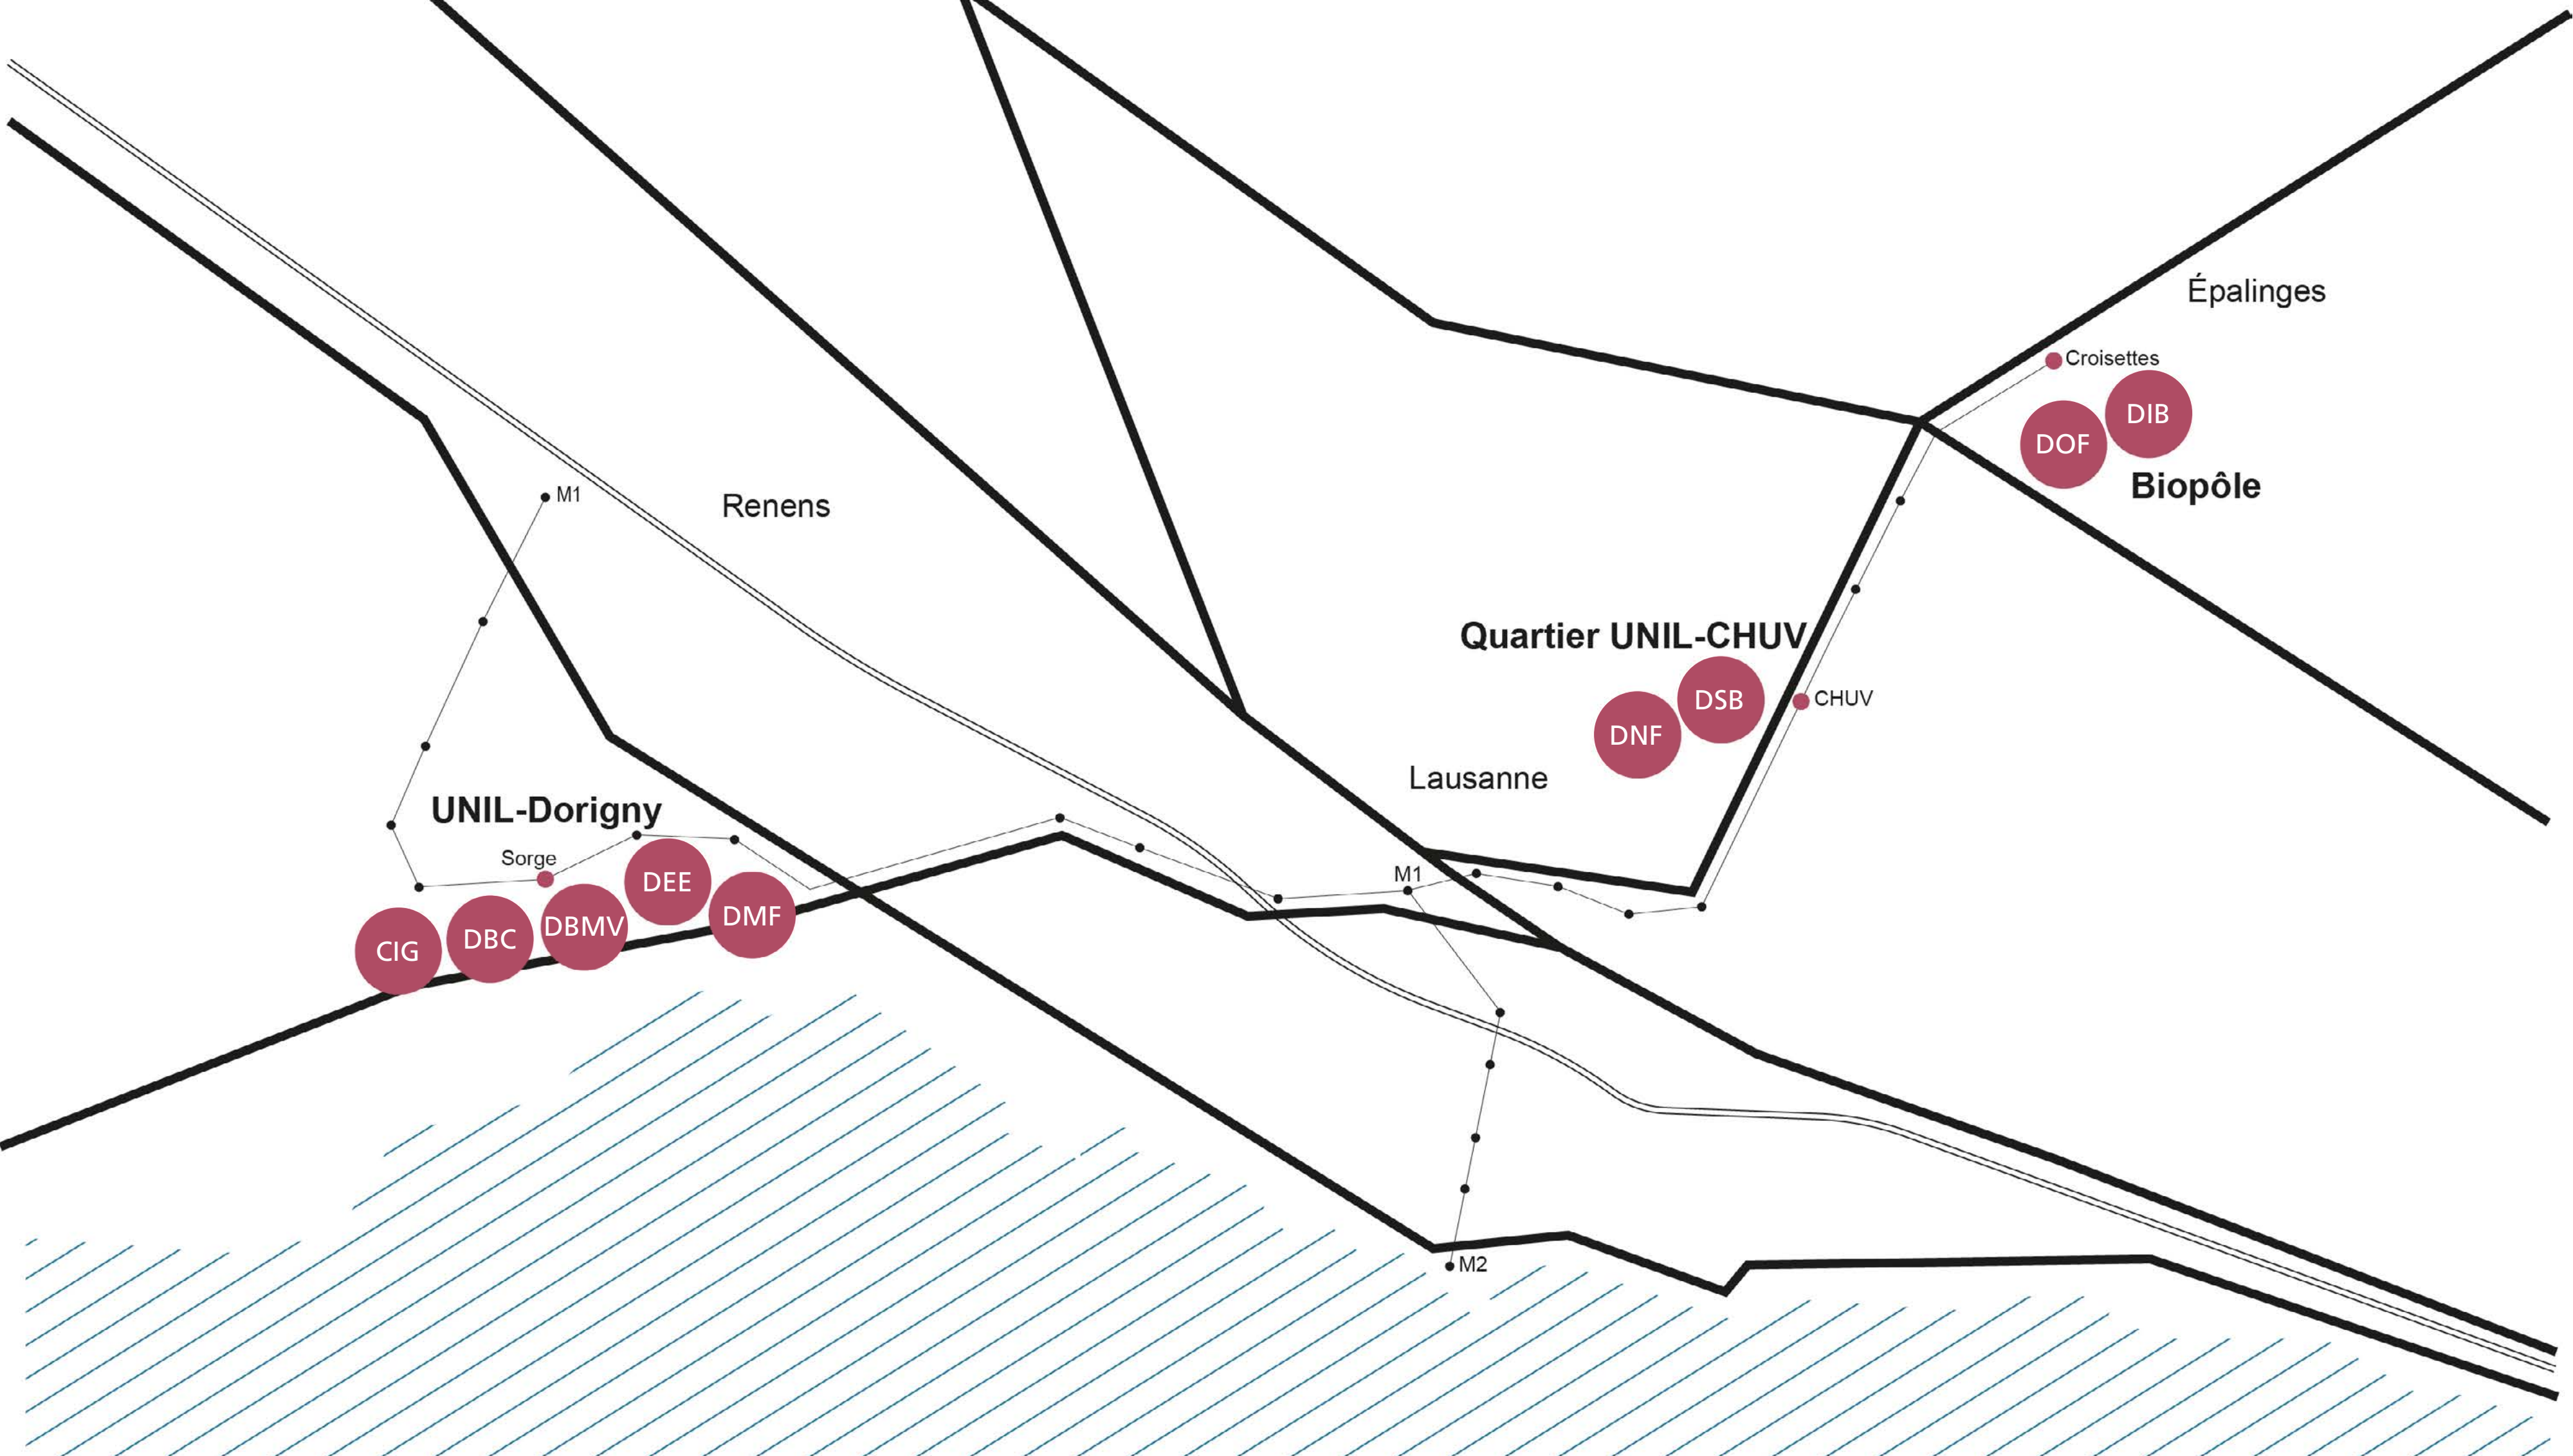 Épalinges
Croisettes
DIB
DOF
Biopôle
M1
Renens
Quartier UNIL-CHUV
DSB
CHUV
DNF
Lausanne
UNIL-Dorigny
Sorge
M1
DEE
DMF
DBMV
DBC
CIG
M2